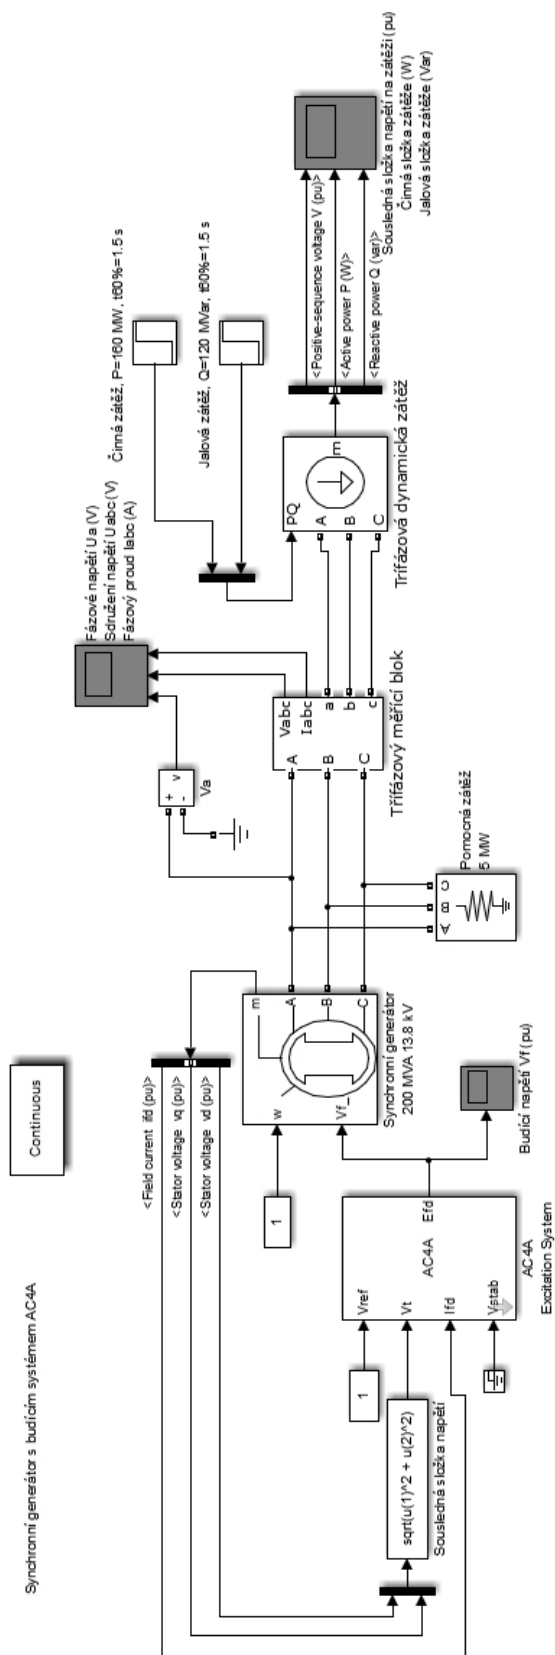 Synchronní generátor s budícím systémem AC4A
Continuous
<Field current ifd (pu)>
<Stator voltage vq (pu)>
<Stator voltage vd (pu)>
sqrt(u(1)^2 + u(2)^2)
Sousledná složka napětí
1
Vref
Vt
Ifd
Vstab
AC4A
Efd
AC4A
Excitation System
1
w
Vf_
m
A
B
C
Synchronní generátor
200 MVA 13.8 kV
Budící napětí Vf (pu)
A
B
C
Pomocná zátěž
5 MW
+
-
v
Va
Fázové napětí Ua (V)
Sdružení napětí Uabc (V)
Fázový proud Iabc (A)
Vabc
Iabc
A
B
C
a
b
c
Třífázový měřící blok
Činná zátěž, P=160 MW, t60%=1.5 s
Jalová zátěž, Q=120 MVar, t60%=1.5 s
PQ
A
B
C
m
Trífázová dynamická zátěž
<Positive-sequence voltage V (pu)>
<Active power P (W)>
<Reactive power Q (var)>
Sousledná složka napětí na zátěži (pu)
Činná složka zátěže (W)
Jalová složka zátěže (Var)